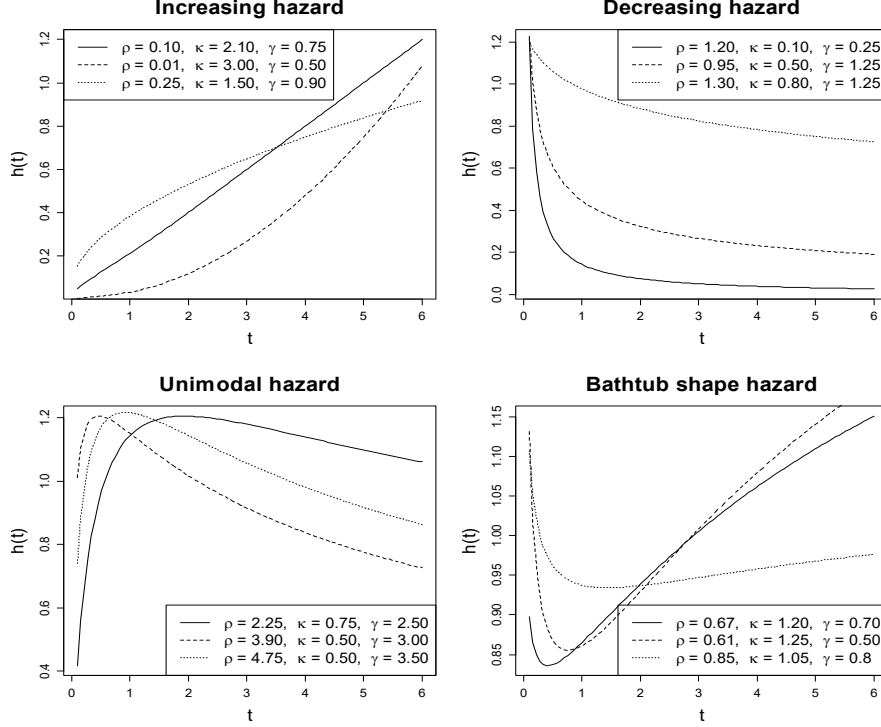 Increasing hazard
h(t)
1.2
1.0
0.8
0.6
0.4
0.2
ρ = 0.10, κ = 2.10, γ = 0.75
ρ = 0.01, κ = 3.00, γ = 0.50
ρ = 0.25, κ = 1.50, γ = 0.90
0 1 2 3 4 5 6
t
Decreasing hazard
h(t)
1.2
1.0
0.8
0.6
0.4
0.2
0.0
ρ = 1.20, κ = 0.10, γ = 0.25
ρ = 0.95, κ = 0.50, γ = 1.25
ρ = 1.30, κ = 0.80, γ = 1.25
0 1 2 3 4 5 6
t
Unimodal hazard
h(t)
1.2
1.0
0.8
0.6
0.4
ρ = 2.25, κ = 0.75, γ = 2.50
ρ = 3.90, κ = 0.50, γ = 3.00
ρ = 4.75, κ = 0.50, γ = 3.50
0 1 2 3 4 5 6
t
Bathtub shape hazard
h(t)
1.15
1.10
1.05
1.00
0.95
0.90
0.85
ρ = 0.67, κ = 1.20, γ = 0.70
ρ = 0.61, κ = 1.25, γ = 0.50
ρ = 0.85, κ = 1.05, γ = 0.8
0 1 2 3 4 5 6
t